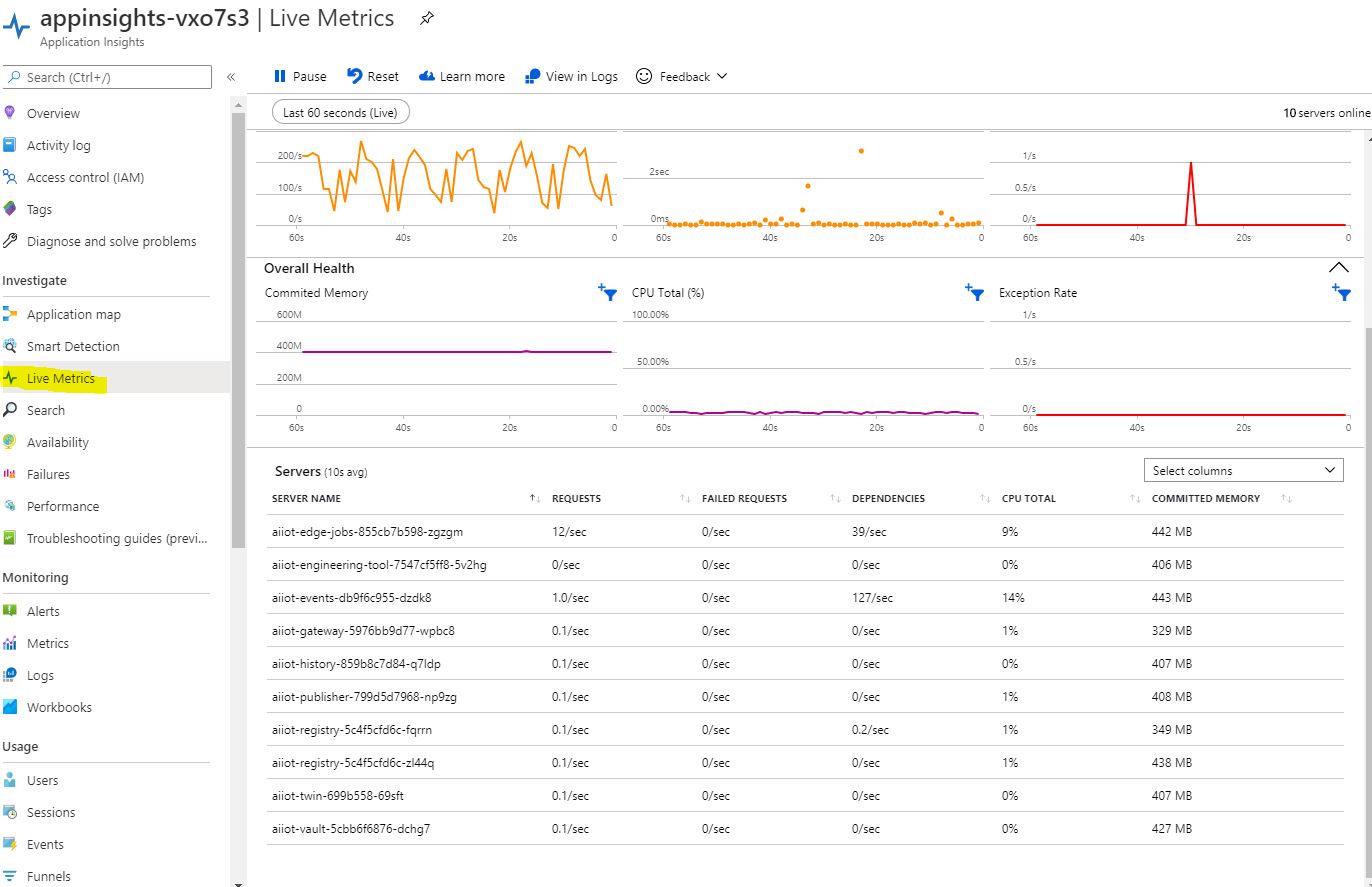 appinsights-vxo7s3 | Live Metrics
Application Insights
Search (Ctrl+/)
«
Overview
Activity log
Access control (IAM)
Tags
Diagnose and solve problems
Investigate
Application map
Smart Detection
Live Metrics
Search
Availability
Failures
Performance
Troubleshooting guides (previ...
Monitoring
Alerts
Metrics
Logs
Workbooks
Usage
Users
Sessions
Events
Funnels
Pause Reset Learn more View in Logs Feedback
Last 60 seconds (Live) 10 servers online
200/s
100/s
0/s
60s 40s 20s 0
2sec
0ms
60s 40s 20s 0
1/s
0.5/s
0/s
60s 40s 20s 0
Overall Health
Commited Memory
600M
400M
200M
0
60s 40s 20s 0
CPU Total (%)
100.00%
50.00%
0.00%
60s 40s 20s 0
Exception Rate
1/s
0.5/s
0/s
60s 40s 20s 0
Servers (10s avg) Select columns
SERVER NAME REQUESTS FAILED REQUESTS DEPENDENCIES CPU TOTAL COMMITTED MEMORY
aiiot-edge-jobs-855cb7b598-zgzgm 12/sec 0/sec 39/sec 9% 442 MB
aiiot-engineering-tool-7547cf5ff8-5v2hg 0/sec 0/sec 0/sec 0% 406 MB
aiiot-events-db9f6c955-dzdk8 1.0/sec 0/sec 127/sec 14% 443 MB
aiiot-gateway-5976bb9d77-wpbc8 0.1/sec 0/sec 0/sec 1% 329 MB
aiiot-history-859b8c7d84-q7ldp 0.1/sec 0/sec 0/sec 0% 407 MB
aiiot-publisher-799d5d7968-np9zg 0.1/sec 0/sec 0/sec 1% 408 MB
aiiot-registry-5c4f5cfd6c-fqrrn 0.1/sec 0/sec 0.2/sec 1% 349 MB
aiiot-registry-5c4f5cfd6c-zl44q 0.1/sec 0/sec 0/sec 1% 438 MB
aiiot-twin-699b558-69sft 0.1/sec 0/sec 0/sec 0% 407 MB
aiiot-vault-5cbb6f6876-dchg7 0.1/sec 0/sec 0/sec 0% 427 MB